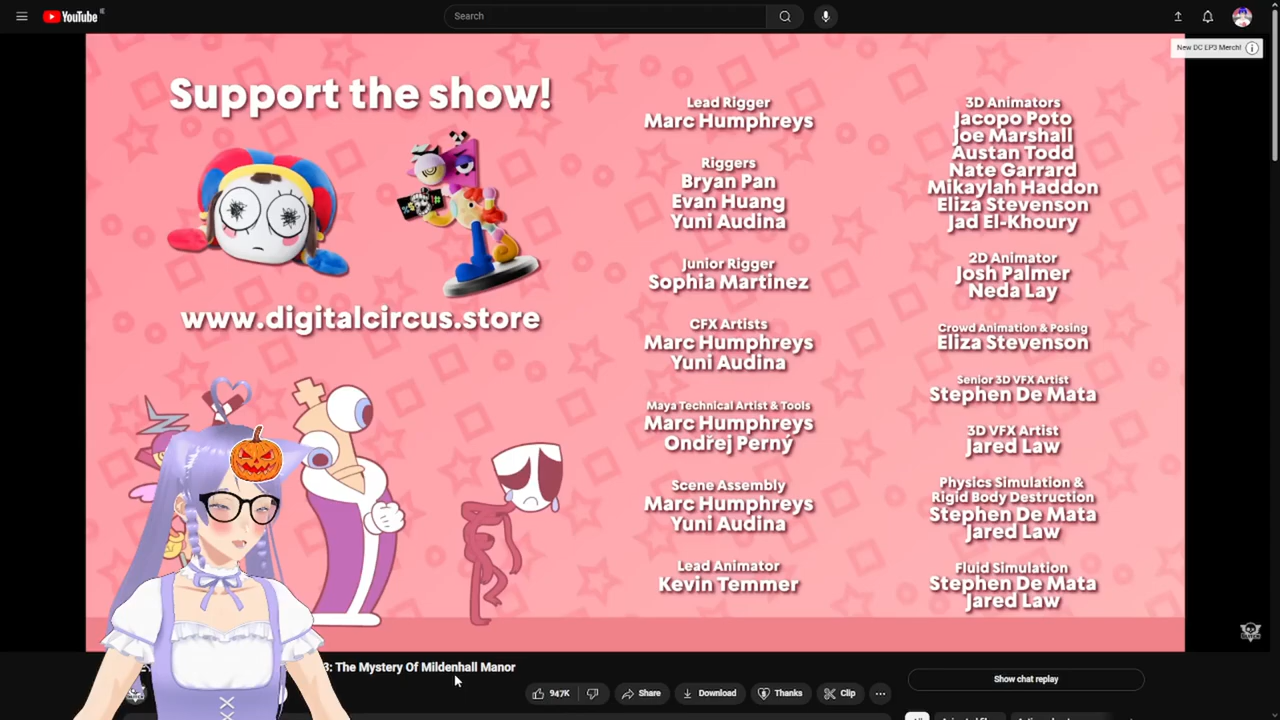 YouTube
IE
Search
New DC EP3 Merch!
Support the show!
www.digitalcircus.store
Lead Rigger
Marc Humphreys
Riggers
Bryan Pan
Evan Huang
Yuni Audina
Junior Rigger
Sophia Martinez
CFX Artists
Marc Humphreys
Yuni Audina
Maya Technical Artist & Tools
Marc Humphreys
Ondřej Perný
Scene Assembly
Marc Humphreys
Yuni Audina
Lead Animator
Kevin Temmer
3D Animators
Jacopo Poto
Joe Marshall
Austan Todd
Nate Garrard
Mikaylah Haddon
Eliza Stevenson
Jad El-Khoury
2D Animator
Josh Palmer
Neda Lay
Crowd Animation & Posing
Eliza Stevenson
Senior 3D VFX Artist
Stephen De Mata
3D VFX Artist
Jared Law
Physics Simulation &
Rigid Body Destruction
Stephen De Mata
Jared Law
Fluid Simulation
Stephen De Mata
Jared Law
3: The Mystery Of Mildenhall Manor
947K
Share
Download
Thanks
Clip
Show chat replay